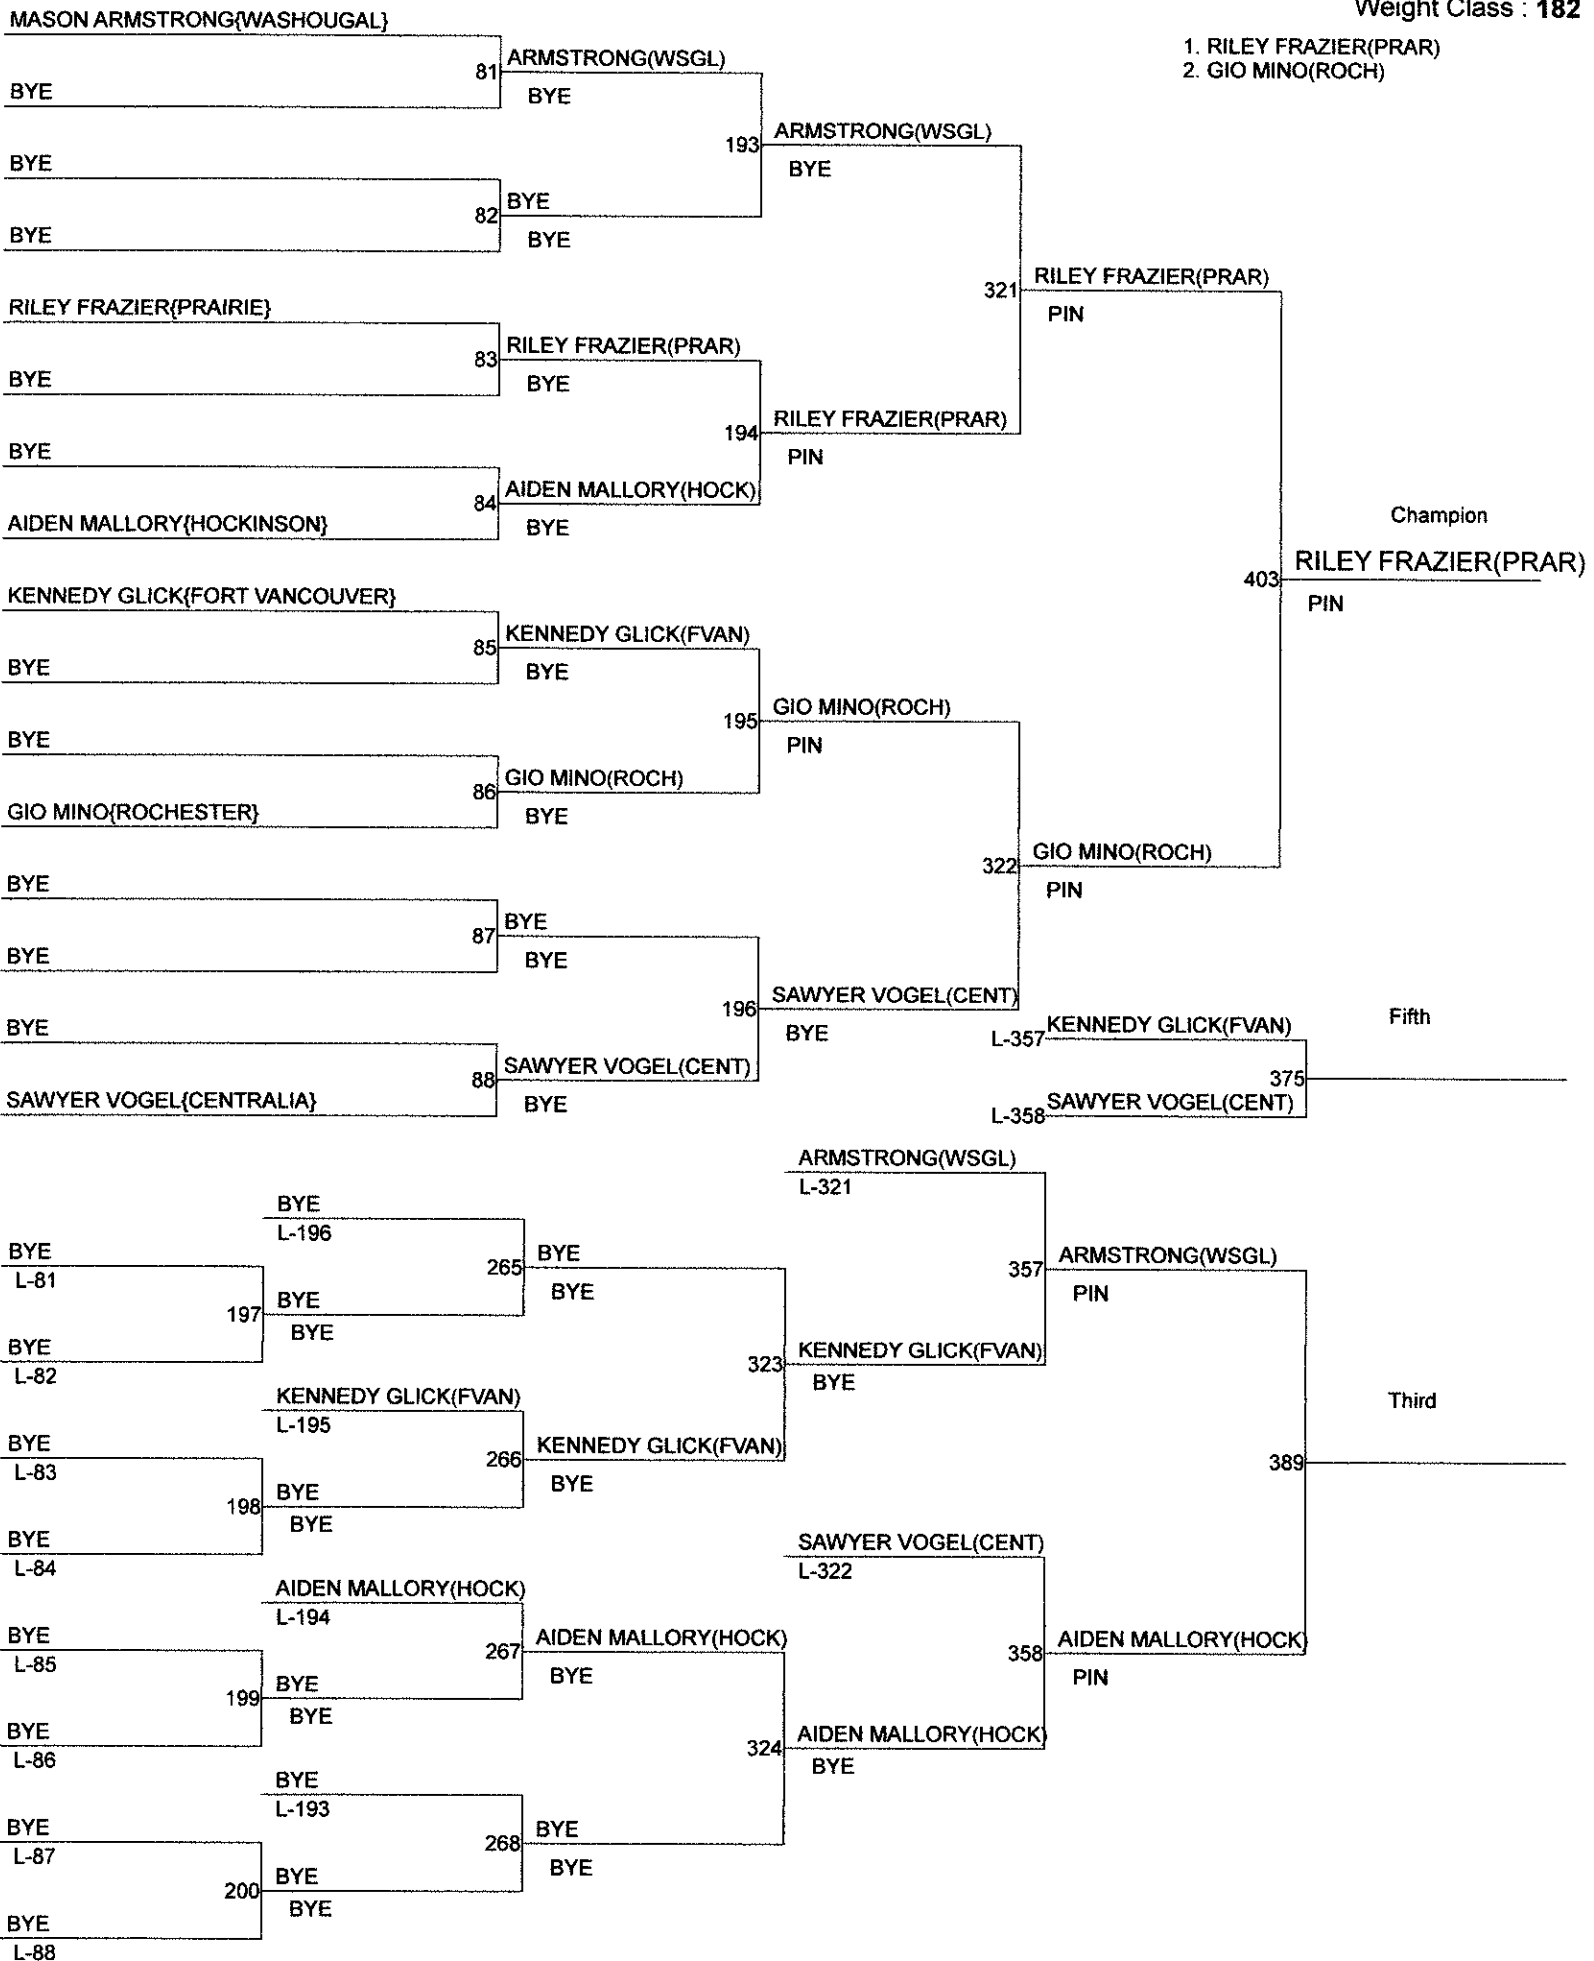 Weight Class : 182
1. RILEY FRAZIER(PRAR)
2. GIO MINO(ROCH)
MASON ARMSTRONG{WASHOUGAL}
81
ARMSTRONG(WSGL)
BYE
BYE
193
ARMSTRONG(WSGL)
BYE
BYE
82
BYE
BYE
BYE
321
RILEY FRAZIER(PRAR)
PIN
RILEY FRAZIER{PRAIRIE}
83
RILEY FRAZIER(PRAR)
BYE
BYE
194
RILEY FRAZIER(PRAR)
PIN
BYE
84
AIDEN MALLORY(HOCK)
BYE
AIDEN MALLORY{HOCKINSON}
Champion
403
RILEY FRAZIER(PRAR)
PIN
KENNEDY GLICK{FORT VANCOUVER}
85
KENNEDY GLICK(FVAN)
BYE
BYE
195
GIO MINO(ROCH)
PIN
BYE
86
GIO MINO(ROCH)
BYE
GIO MINO{ROCHESTER}
322
GIO MINO(ROCH)
PIN
BYE
87
BYE
BYE
BYE
196
SAWYER VOGEL(CENT)
BYE
BYE
88
SAWYER VOGEL(CENT)
BYE
SAWYER VOGEL{CENTRALIA}
L-357
KENNEDY GLICK(FVAN)
Fifth
375
L-358
SAWYER VOGEL(CENT)
ARMSTRONG(WSGL)
L-321
BYE
L-196
BYE
L-81
265
BYE
BYE
357
ARMSTRONG(WSGL)
PIN
197
BYE
BYE
BYE
L-82
323
KENNEDY GLICK(FVAN)
BYE
KENNEDY GLICK(FVAN)
L-195
Third
BYE
L-83
266
KENNEDY GLICK(FVAN)
BYE
389
198
BYE
BYE
BYE
L-84
SAWYER VOGEL(CENT)
L-322
AIDEN MALLORY(HOCK)
L-194
BYE
L-85
267
AIDEN MALLORY(HOCK)
BYE
358
AIDEN MALLORY(HOCK)
PIN
199
BYE
BYE
BYE
L-86
324
AIDEN MALLORY(HOCK)
BYE
BYE
L-193
BYE
L-87
268
BYE
BYE
200
BYE
BYE
BYE
L-88